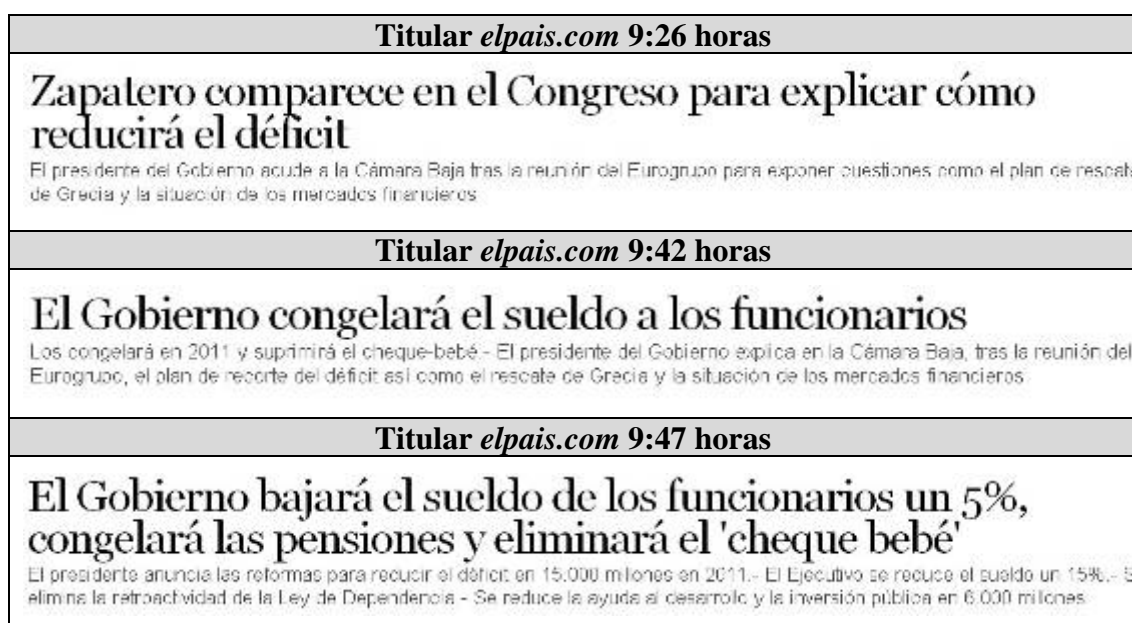 Titular elpais.com 9:26 horas
Zapatero comparece en el Congreso para explicar cómo
reducirá el déficit
El presidente del Gobierno acude a la Cámara Baja tras la reunión del Eurogrupo para exponer cuestiones como el plan de rescate
de Grecia y la situación de los mercados financieros
Titular elpais.com 9:42 horas
El Gobierno congelará el sueldo a los funcionarios
Los congelará en 2011 y suprimirá el cheque-bebé.- El presidente del Gobierno explica en la Cámara Baja, tras la reunión del
Eurogrupo, el plan de recorte del déficit así como el rescate de Grecia y la situación de los mercados financieros
Titular elpais.com 9:47 horas
El Gobierno bajará el sueldo de los funcionarios un 5%,
congelará las pensiones y eliminará el 'cheque bebé'
El presidente anuncia las reformas para reducir el déficit en 15.000 millones en 2011.- El Ejecutivo se reduce el sueldo un 15%.- S
elimina la retroactividad de la Ley de Dependencia - Se reduce la ayuda al desarrollo y la inversión pública en 6.000 millones